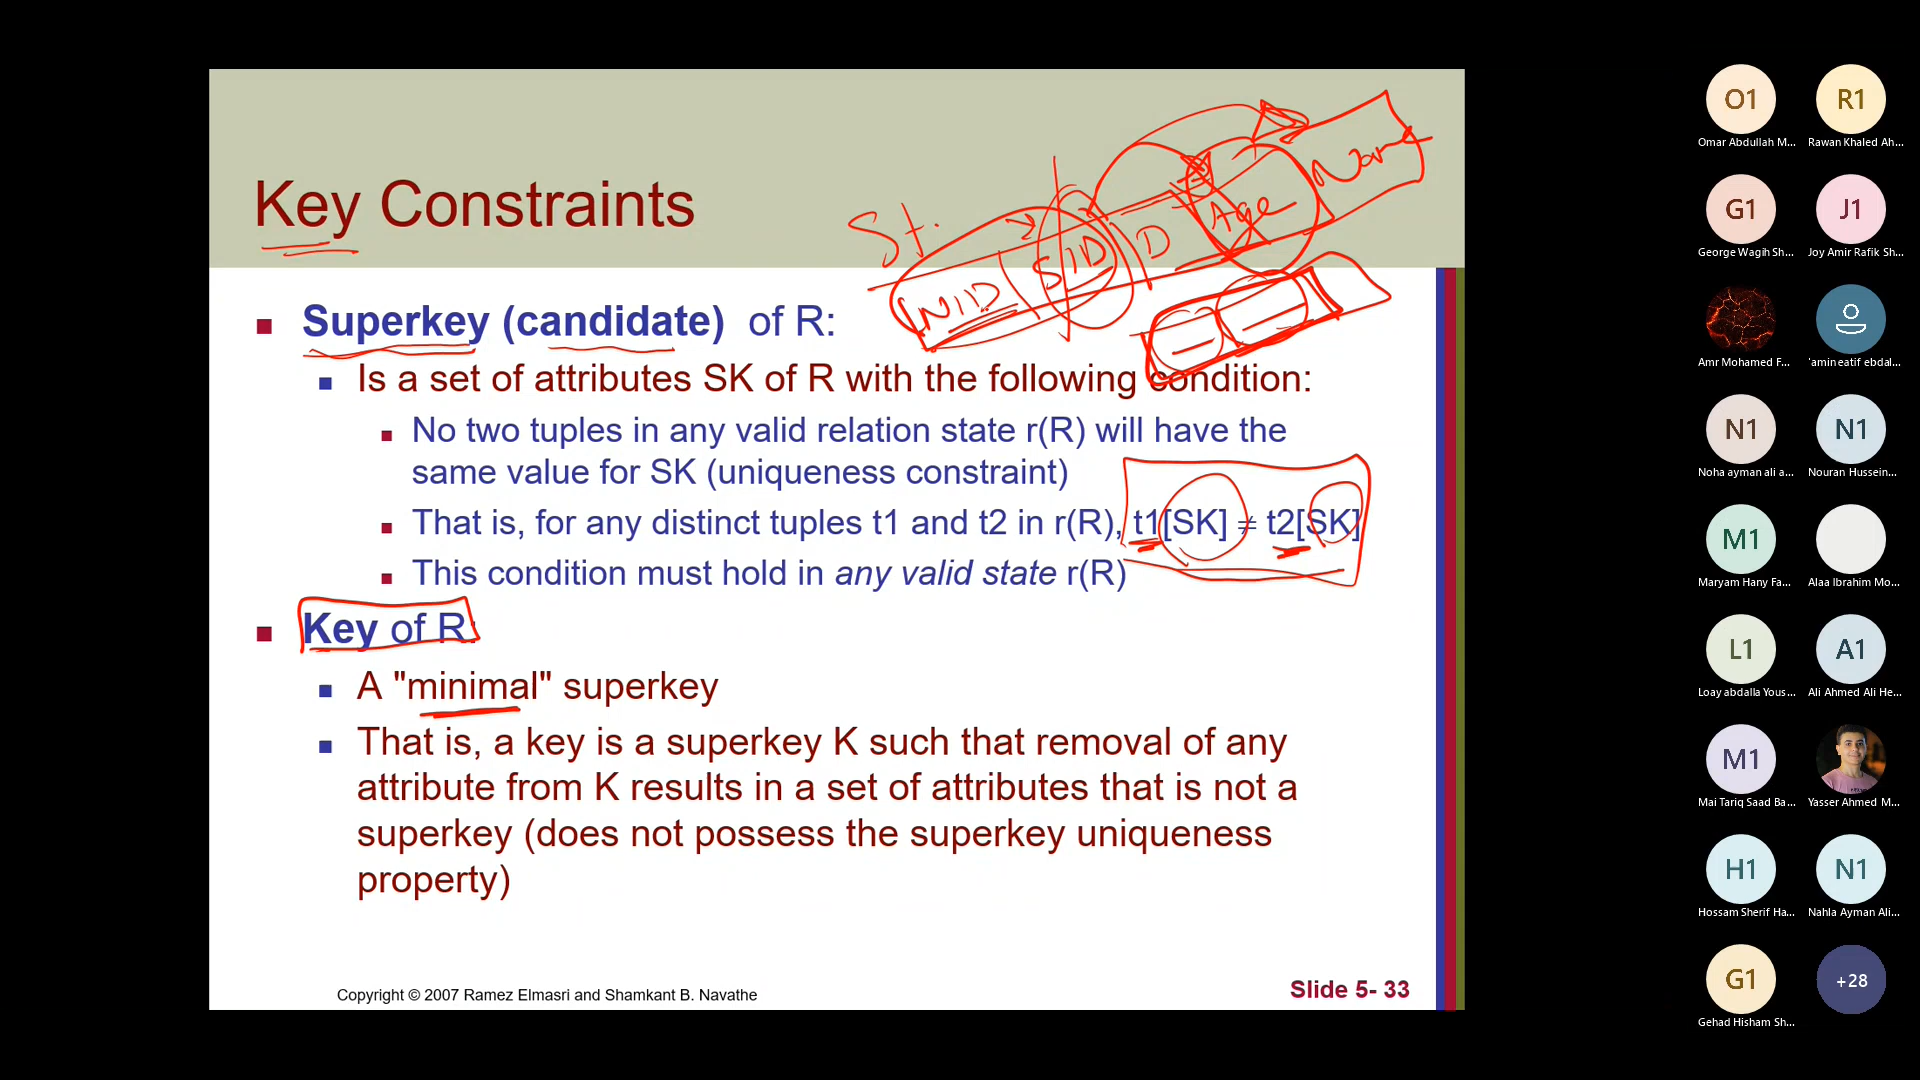 Key Constraints
St.
NID SID D Age Name
Superkey (candidate) of R:
Is a set of attributes SK of R with the following condition:
No two tuples in any valid relation state r(R) will have the
same value for SK (uniqueness constraint)
That is, for any distinct tuples t1 and t2 in r(R), t1[SK] ≠ t2[SK]
This condition must hold in any valid state r(R)
Key of R:
A "minimal" superkey
That is, a key is a superkey K such that removal of any
attribute from K results in a set of attributes that is not a
superkey (does not possess the superkey uniqueness
property)
Copyright © 2007 Ramez Elmasri and Shamkant B. Navathe
Slide 5- 33
O1 R1
Omar Abdullah M... Rawan Khaled Ah...
G1 J1
George Wagih Sh... Joy Amir Rafik Sh...
Amr Mohamed F... 'amin eatif ebdal...
N1 N1
Noha ayman ali a... Nouran Hussein...
M1
Maryam Hany Fa... Alaa Ibrahim Mo...
L1 A1
Loay abdalla Yous... Ali Ahmed Ali He...
M1
Mai Tariq Saad Ba... Yasser Ahmed M...
H1 N1
Hossam Sherif Ha... Nahla Ayman Ali...
G1 +28
Gehad Hisham Sh...